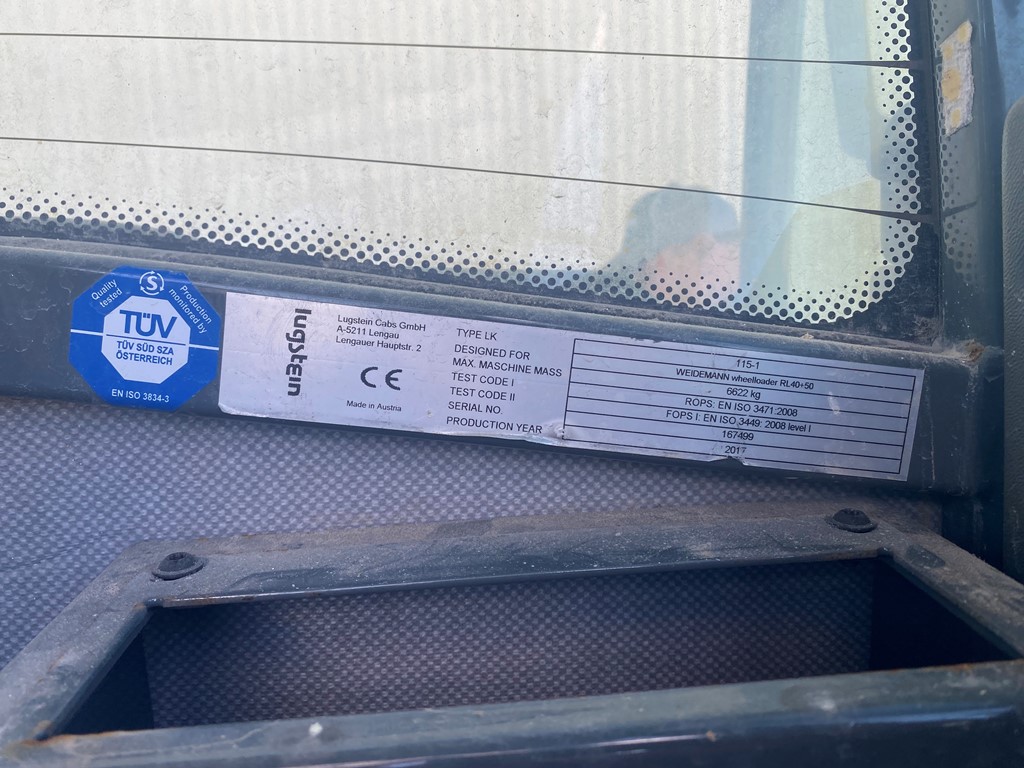 Quality tested
Production monitored by
S
TÜV
TÜV SÜD SZA
ÖSTERREICH
EN ISO 3834-3
lugstein
Lugstein Cabs GmbH
A-5211 Lengau
Lengauer Hauptstr. 2
CE
Made in Austria
TYPE LK 115-1
DESIGNED FOR WEIDEMANN wheelloader RL40+50
MAX. MASCHINE MASS 6622 kg
TEST CODE I ROPS: EN ISO 3471:2008
TEST CODE II FOPS I: EN ISO 3449: 2008 level I
SERIAL NO. 167499
PRODUCTION YEAR 2017